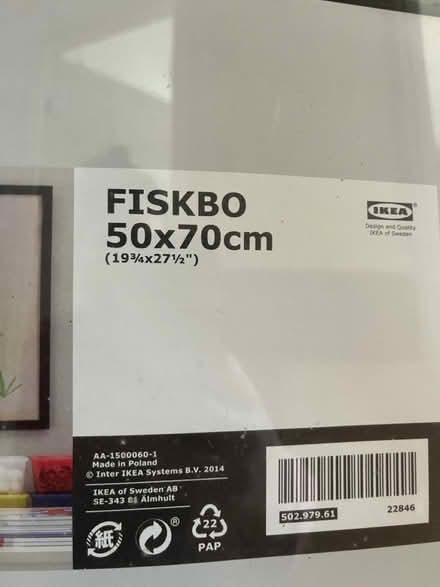 FISKBO
50x70cm
(19¾x27½")
IKEA®
Design and Quality
IKEA of Sweden
AA-1500060-1
Made in Poland
© Inter IKEA Systems B.V. 2014
IKEA of Sweden AB
SE-343 81 Älmhult
紙
®
22
PAP
502.979.61
22846